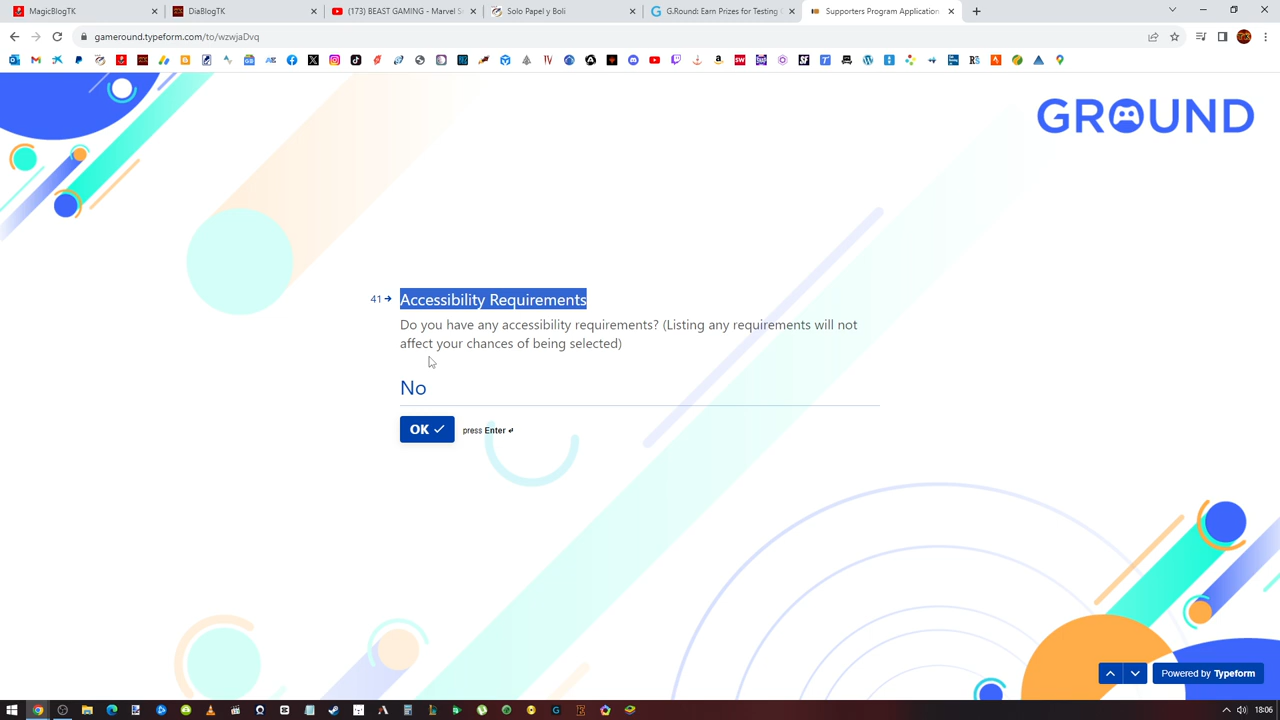 MagicBlogTK
DiaBlogTK
(173) BEAST GAMING - Marvel S
Solo Papel y Boli
G.Round: Earn Prizes for Testing G
Supporters Program Application
gameround.typeform.com/to/wzwjaDvq
GROUND
41
Accessibility Requirements
Do you have any accessibility requirements? (Listing any requirements will not
affect your chances of being selected)
No
OK
press Enter ↵
Powered by Typeform
18:06